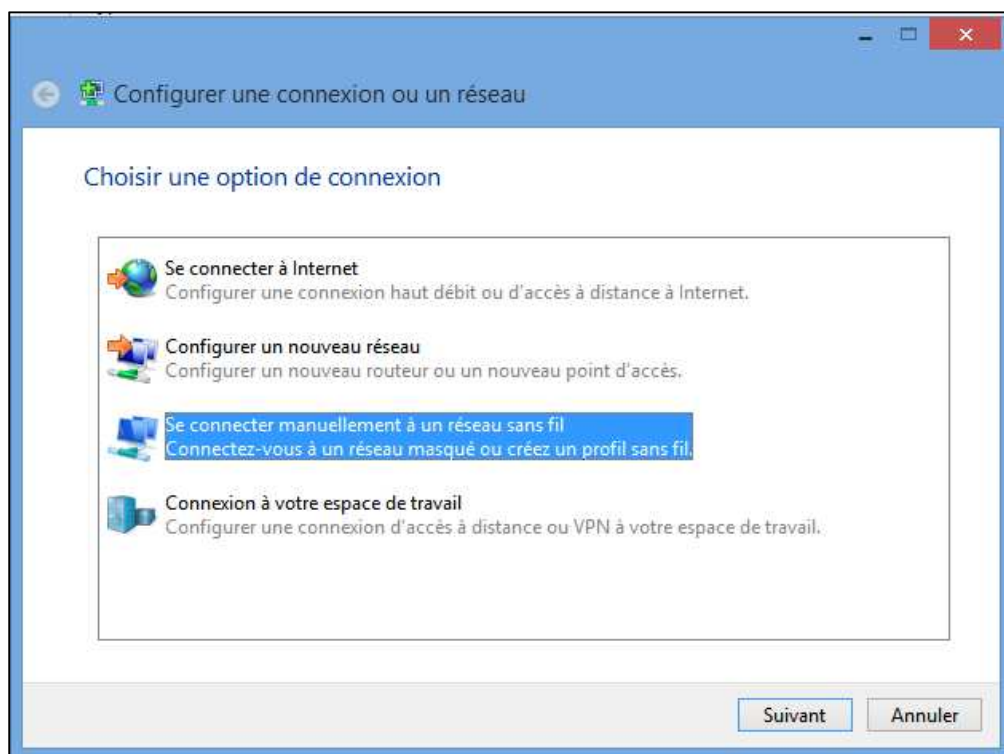 Configurer une connexion ou un réseau
Choisir une option de connexion
Se connecter à Internet
Configurer une connexion haut débit ou d'accès à distance à Internet.
Configurer un nouveau réseau
Configurer un nouveau routeur ou un nouveau point d'accès.
Se connecter manuellement à un réseau sans fil
Connectez-vous à un réseau masqué ou créez un profil sans fil.
Connexion à votre espace de travail
Configurer une connexion d'accès à distance ou VPN à votre espace de travail.
Suivant
Annuler